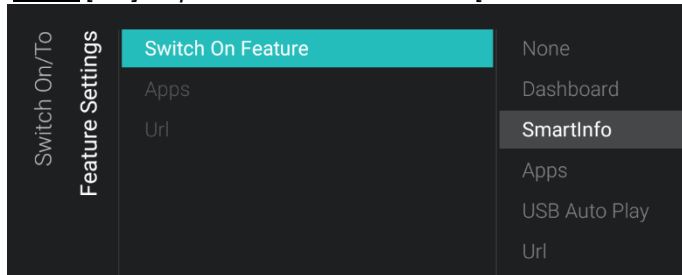 Switch On/To
Feature Settings
Switch On Feature
Apps
Url
None
Dashboard
SmartInfo
Apps
USB Auto Play
Url